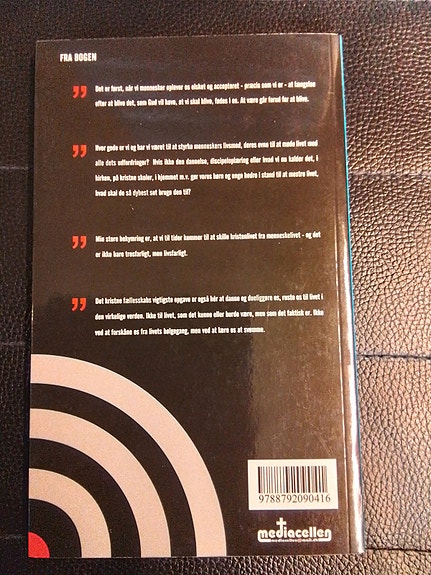 FRA BOGEN
Det er først, når vi mennesker oplever os elsket og accepteret - præcis som vi er - at længslen
efter at blive det, som Gud vil have, at vi skal blive, fødes i os. At være går forud for at blive.
Hvor gode er vi og har vi været til at styrke menneskers livsmod, deres evne til at møde livet med
alle dets udfordringer? Hvis ikke den dannelse, discipeloplæring eller hvad vi nu kalder det, i
kirken, på kristne skoler, i hjemmet m.v. gør vores børn og unge bedre i stand til at mestre livet,
hvad skal de så dybest set bruge den til?
Min store bekymring er, at vi til tider kommer til at skille kristenlivet fra menneskelivet - og det
er ikke bare trosfarligt, men livsfarligt.
Det kristne fællesskabs vigtigste opgave er også hér at danne og dueliggøre os, ruste os til livet i
den virkelige verden. Ikke til livet, som det kunne eller burde være, men som det faktisk er. Ikke
ved at forskåne os fra livets bølgegang, men ved at lære os at svømme.
9788792090416
mediacellen